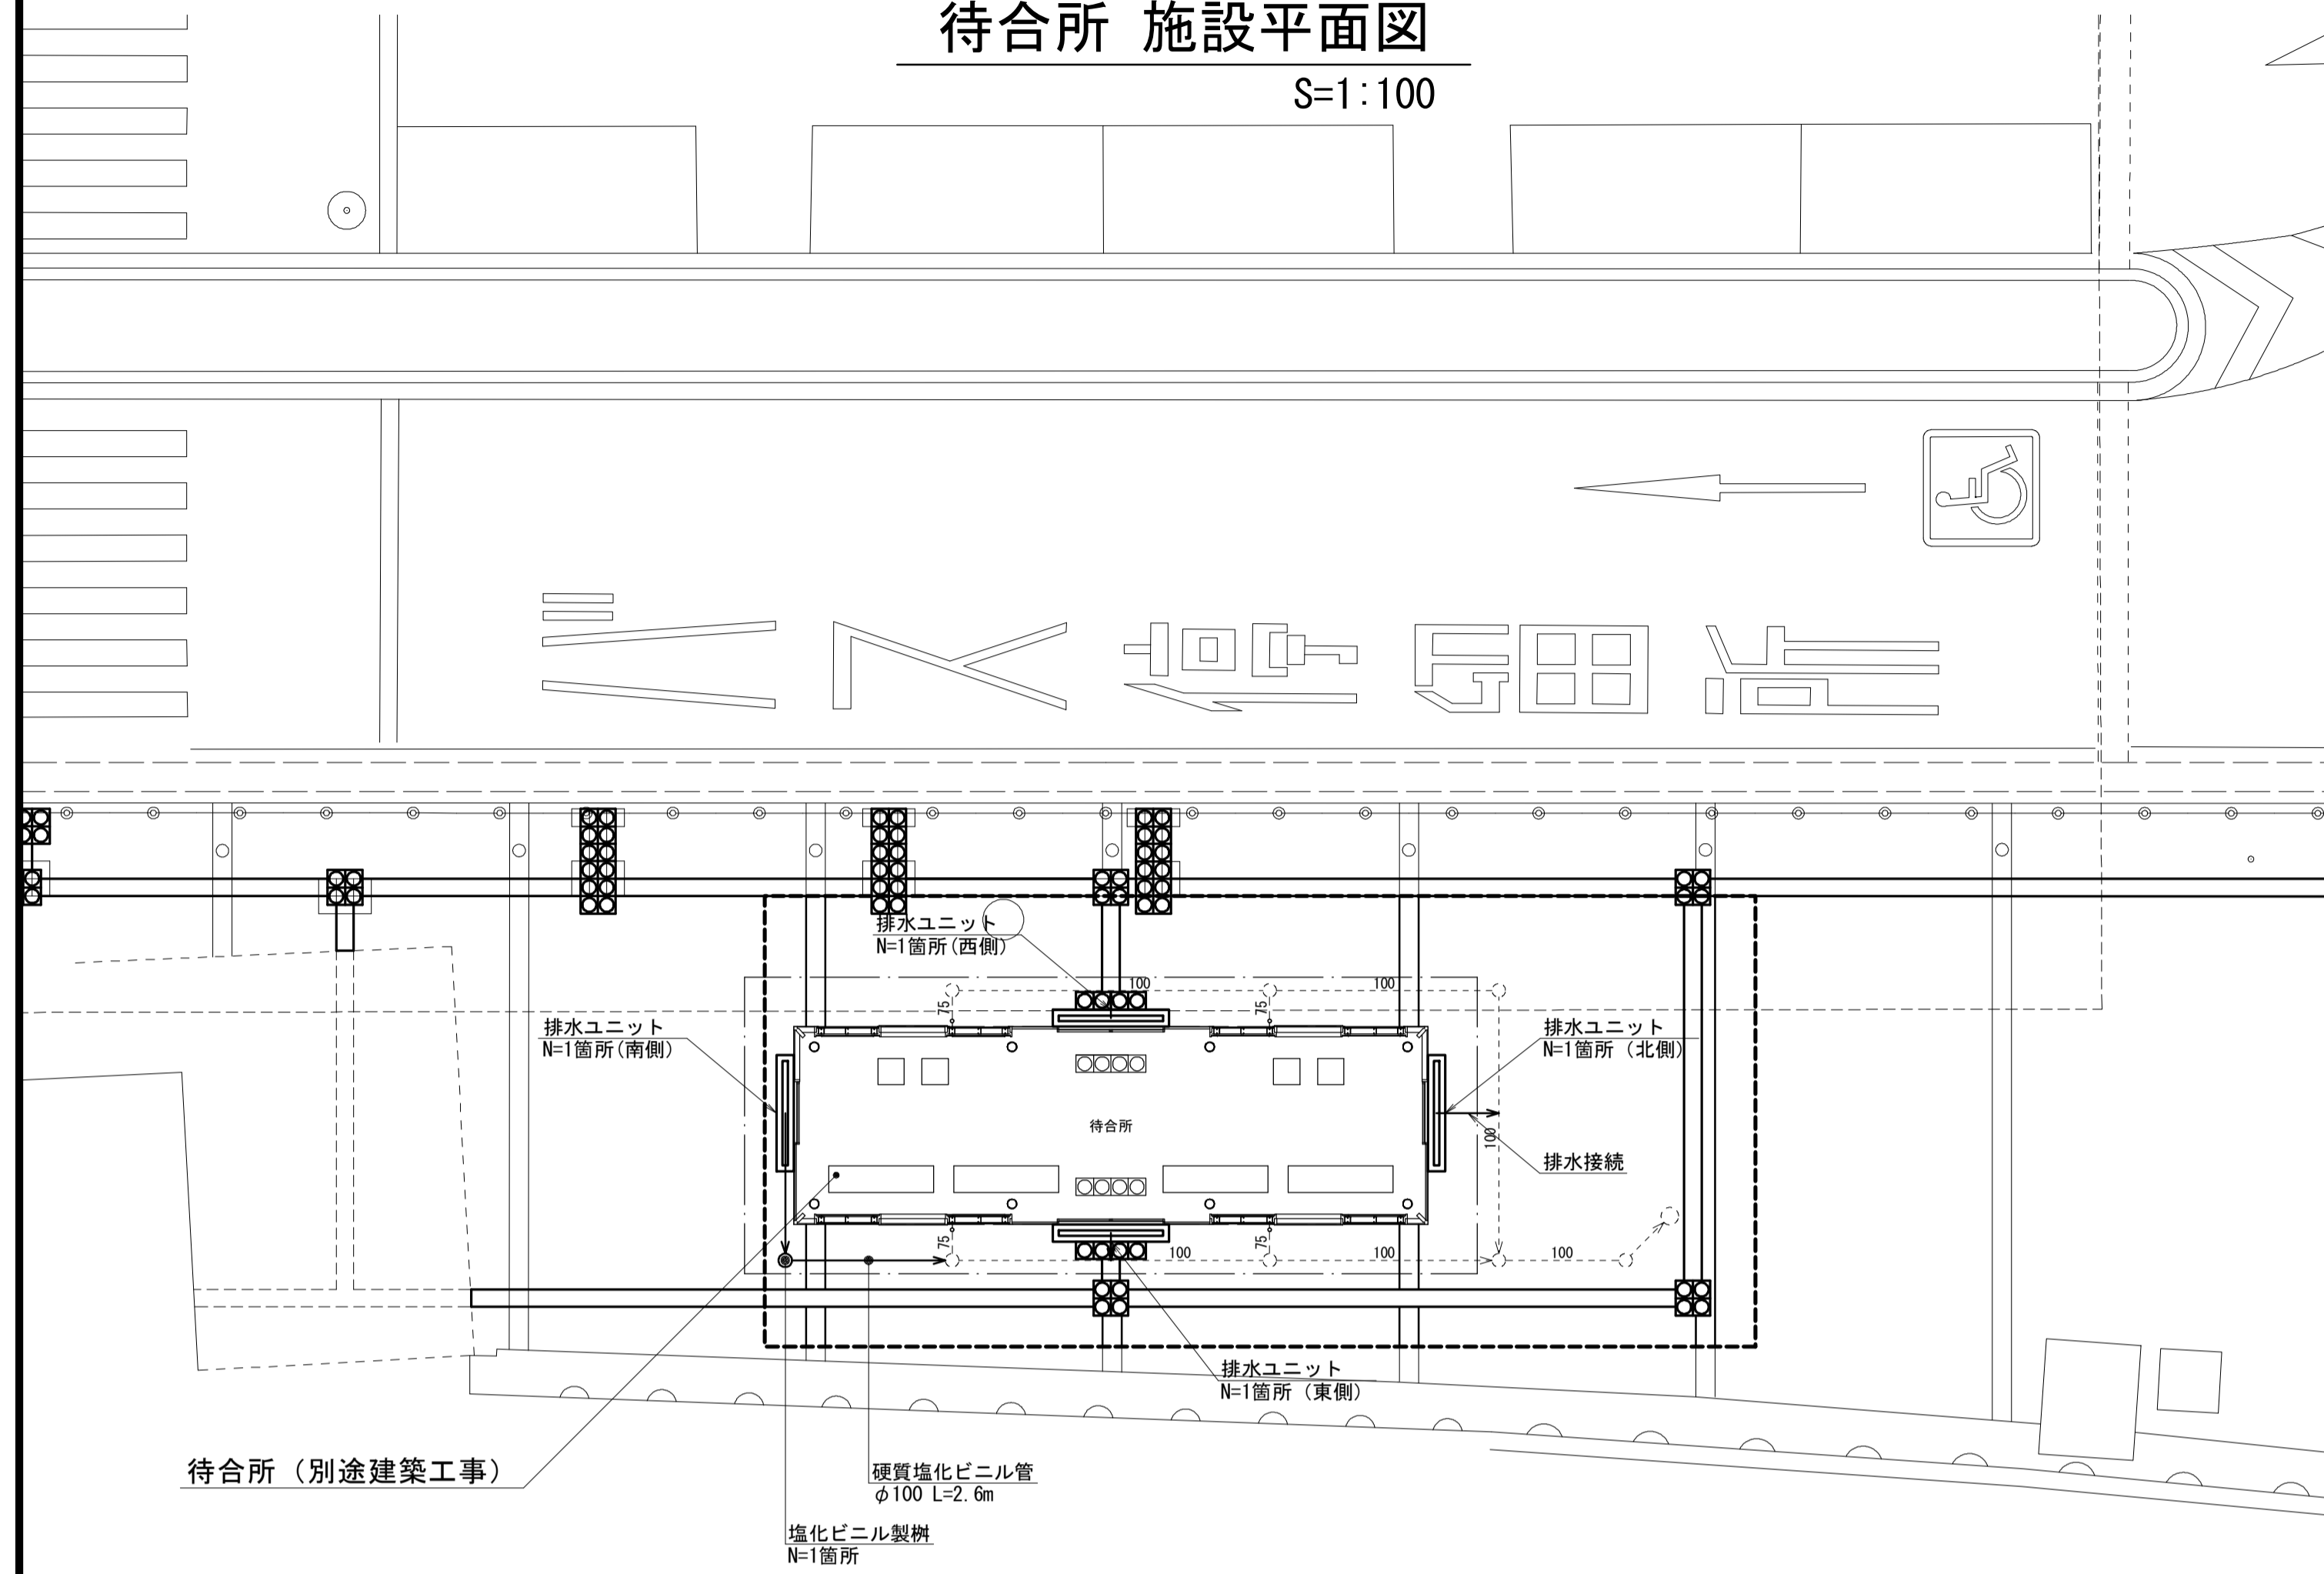 待合所 施設平面図
S=1:100
排水ユニット
N=1箇所(西側)
100
100
75
75
排水ユニット
N=1箇所(南側)
排水ユニット
N=1箇所 (北側)
待合所
100
排水接続
75
75
100
100
100
排水ユニット
N=1箇所 (東側)
待合所 (別途建築工事)
硬質塩化ビニル管
φ100 L=2.6m
塩化ビニル製桝
N=1箇所